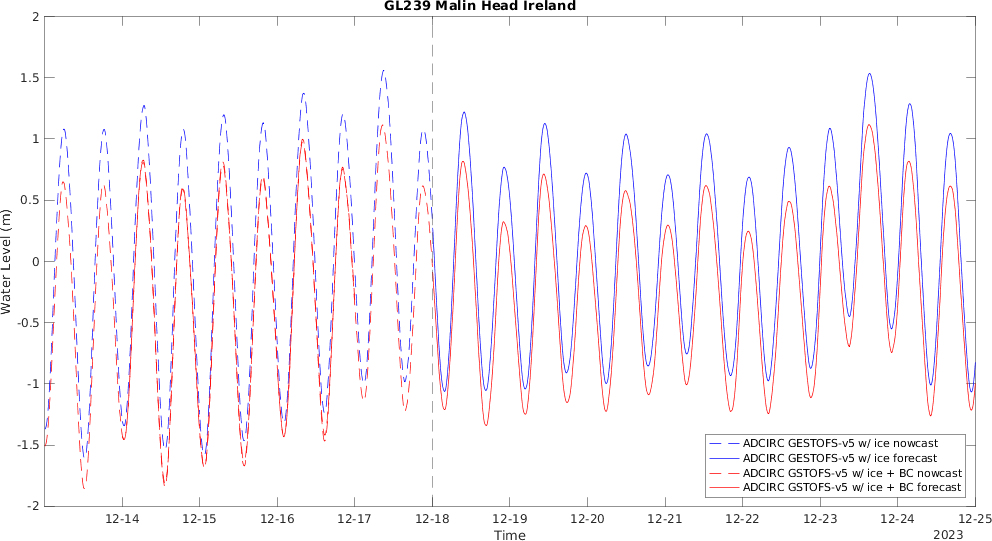 GL239 Malin Head Ireland
2
1.5
1
0.5
0
-0.5
-1
-1.5
-2
Water Level (m)
12-14 12-15 12-16 12-17 12-18 12-19 12-20 12-21 12-22 12-23 12-24 12-25
Time
2023
ADCIRC GESTOFS-v5 w/ ice nowcast
ADCIRC GESTOFS-v5 w/ ice forecast
ADCIRC GSTOFS-v5 w/ ice + BC nowcast
ADCIRC GSTOFS-v5 w/ ice + BC forecast